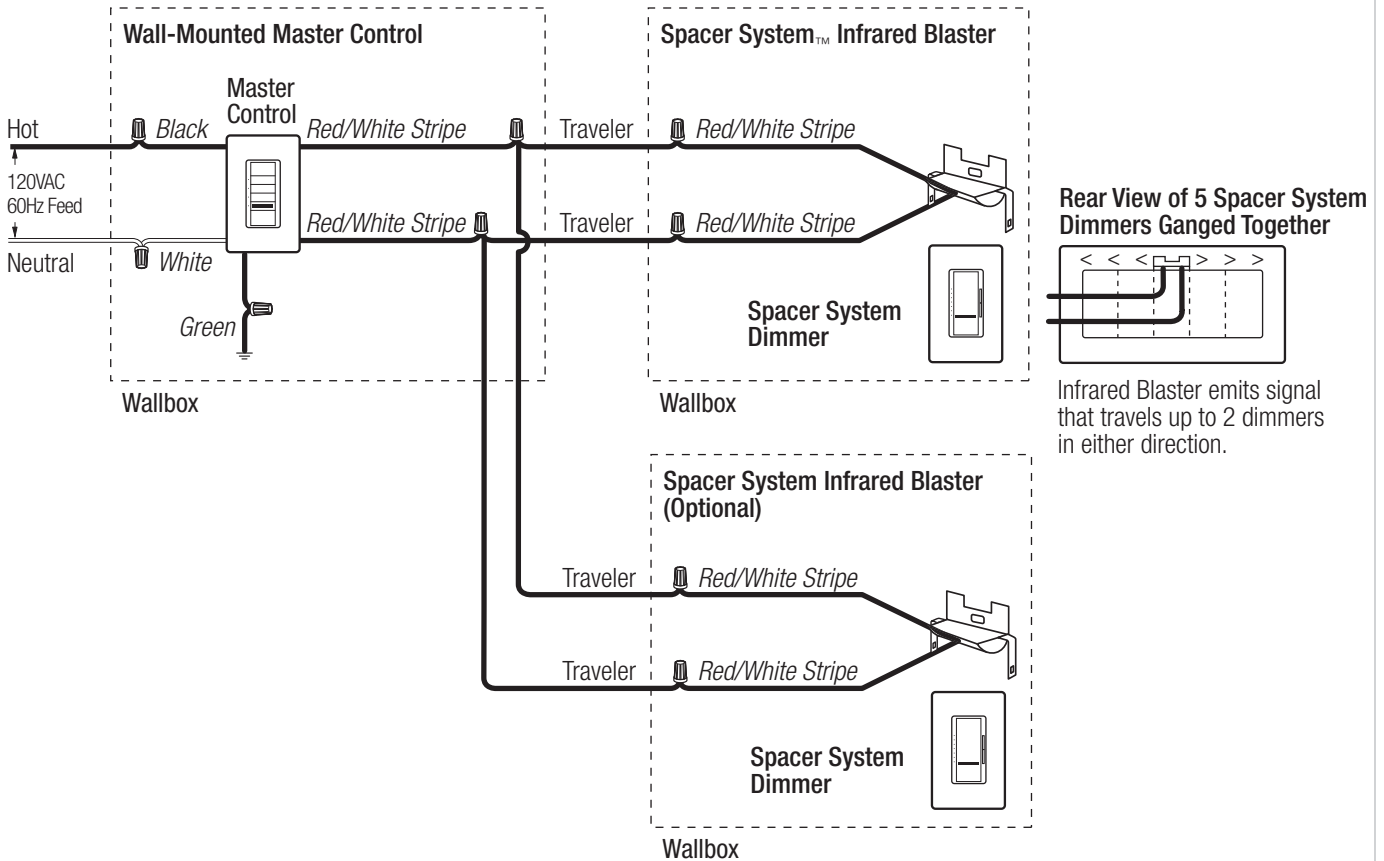 Wall-Mounted Master Control
Spacer System™ Infrared Blaster
Master
Control
Hot
Black
Red/White Stripe
Traveler
Red/White Stripe
120VAC
60Hz Feed
Red/White Stripe
Traveler
Red/White Stripe
Neutral
White
Green
Spacer System
Dimmer
Wallbox
Wallbox
Rear View of 5 Spacer System
Dimmers Ganged Together
< < < > > >
Infrared Blaster emits signal
that travels up to 2 dimmers
in either direction.
Spacer System Infrared Blaster
(Optional)
Traveler
Red/White Stripe
Traveler
Red/White Stripe
Spacer System
Dimmer
Wallbox